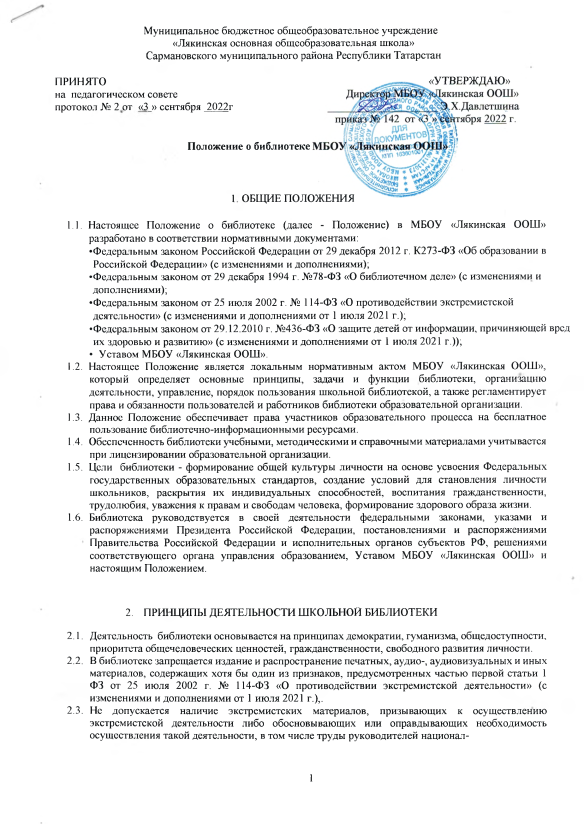 Муниципальное бюджетное общеобразовательное учреждение
«Лякинская основная общеобразовательная школа»
Сармановского муниципального района Республики Татарстан
ПРИНЯТО
на педагогическом совете
протокол № 2 от «3 » сентября 2022г
«УТВЕРЖДАЮ»
Директор МБОУ «Лякинская ООШ»
Э.Х.Давлетшина
приказ № 142 от «3 » сентября 2022 г.
ДЛЯ
ДОКУМЕНТОВ
Положение о библиотеке МБОУ «Лякинская ООШ»
1. ОБЩИЕ ПОЛОЖЕНИЯ
1.1. Настоящее Положение о библиотеке (далее - Положение) в МБОУ «Лякинская ООШ»
разработано в соответствии нормативными документами:
•Федеральным законом Российской Федерации от 29 декабря 2012 г. К273-ФЗ «Об образовании в
Российской Федерации» (с изменениями и дополнениями);
•Федеральным законом от 29 декабря 1994 г. №78-ФЗ «О библиотечном деле» (с изменениями и
дополнениями);
•Федеральным законом от 25 июля 2002 г. № 114-ФЗ «О противодействии экстремистской
деятельности» (с изменениями и дополнениями от 1 июля 2021 г.);
•Федеральным законом от 29.12.2010 г. №436-ФЗ «О защите детей от информации, причиняющей вред
их здоровью и развитию» (с изменениями и дополнениями от 1 июля 2021 г.));
• Уставом МБОУ «Лякинская ООШ».
1.2. Настоящее Положение является локальным нормативным актом МБОУ «Лякинская ООШ»,
который определяет основные принципы, задачи и функции библиотеки, организацию
деятельности, управление, порядок пользования школьной библиотекой, а также регламентирует
права и обязанности пользователей и работников библиотеки образовательной организации.
1.3. Данное Положение обеспечивает права участников образовательного процесса на бесплатное
пользование библиотечно-информационными ресурсами.
1.4. Обеспеченность библиотеки учебными, методическими и справочными материалами учитывается
при лицензировании образовательной организации.
1.5. Цели библиотеки - формирование общей культуры личности на основе усвоения Федеральных
государственных образовательных стандартов, создание условий для становления личности
школьников, раскрытия их индивидуальных способностей, воспитания гражданственности,
трудолюбия, уважения к правам и свободам человека, формирование здорового образа жизни.
1.6. Библиотека руководствуется в своей деятельности федеральными законами, указами и
распоряжениями Президента Российской Федерации, постановлениями и распоряжениями
Правительства Российской Федерации и исполнительных органов субъектов РФ, решениями
соответствующего органа управления образованием, Уставом МБОУ «Лякинская ООШ» и
настоящим Положением.
2. ПРИНЦИПЫ ДЕЯТЕЛЬНОСТИ ШКОЛЬНОЙ БИБЛИОТЕКИ
2.1. Деятельность библиотеки основывается на принципах демократии, гуманизма, общедоступности,
приоритета общечеловеческих ценностей, гражданственности, свободного развития личности.
2.2. В библиотеке запрещается издание и распространение печатных, аудио-, аудиовизуальных и иных
материалов, содержащих хотя бы один из признаков, предусмотренных частью первой статьи 1
ФЗ от 25 июля 2002 г. № 114-ФЗ «О противодействии экстремистской деятельности» (с
изменениями и дополнениями от 1 июля 2021 г.),.
2.3. Не допускается наличие экстремистских материалов, призывающих к осуществлению
экстремистской деятельности либо обосновывающих или оправдывающих необходимость
осуществления такой деятельности, в том числе труды руководителей национал-
1